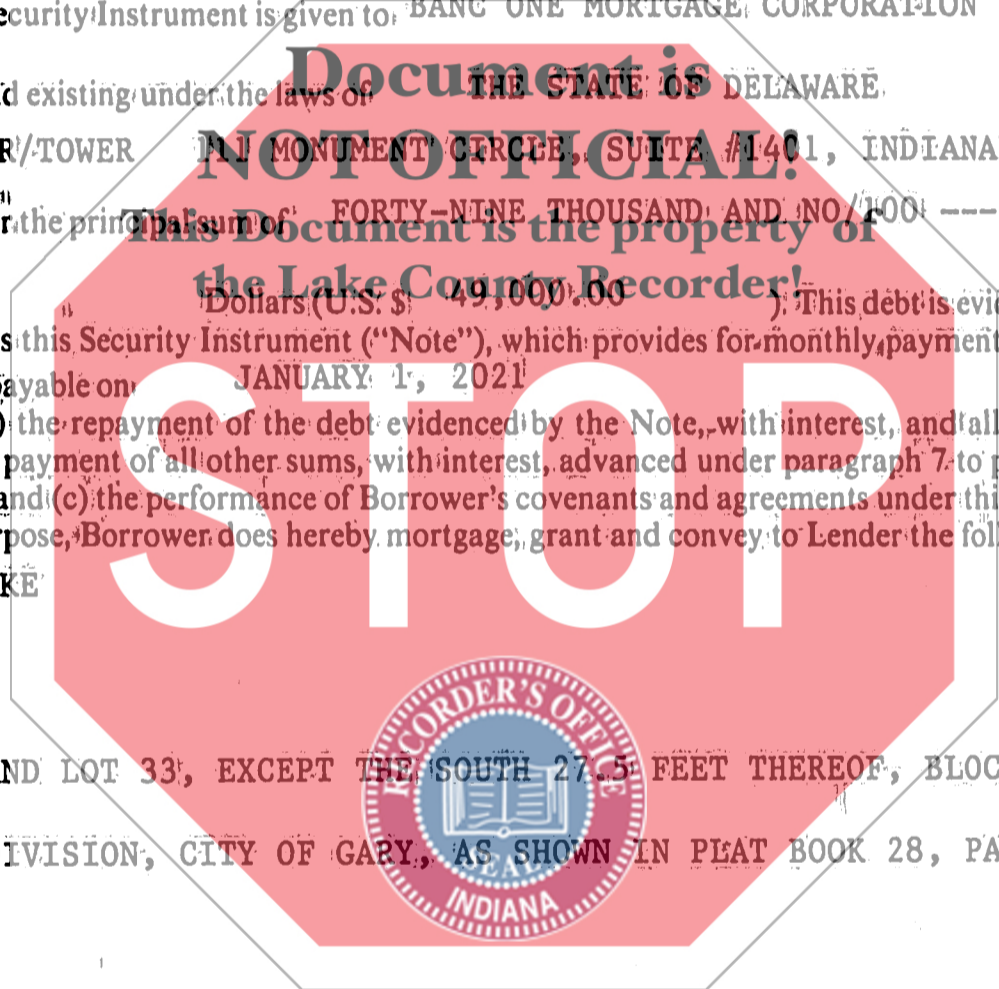 ecurity Instrument is given to BANC ONE MORTGAGE CORPORATION
Document is
d existing under the laws of THE STATE OF DELAWARE
NOT OFFICIAL!
R/TOWER 111 MONUMENT CIRCLE, SUITE #1401, INDIANA
r the principal sum of FORTY-NINE THOUSAND AND NO/100 ---
This Document is the property of
the Lake County Recorder!
Dollars (U.S. $ 49,000.00 ). This debt is evid
s this Security Instrument ("Note"), which provides for monthly payment
ayable on JANUARY 1, 2021
) the repayment of the debt evidenced by the Note, with interest, and all
payment of all other sums, with interest, advanced under paragraph 7 to p
and (c) the performance of Borrower's covenants and agreements under thi
pose, Borrower does hereby mortgage, grant and convey to Lender the foll
KE
STOP
RECORDER'S OFFICE
ND LOT 33, EXCEPT THE SOUTH 27.5 FEET THEREOF, BLOC
IVISION, CITY OF GARY, AS SHOWN IN PLAT BOOK 28, PA
SEAL
INDIANA